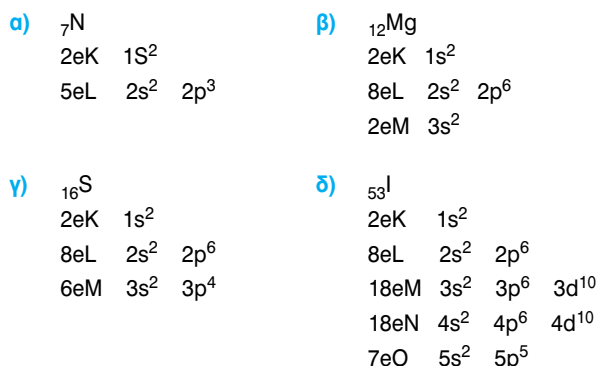 α) ₇N
2eK 1S²
5eL 2s² 2p³
β) ₁₂Mg
2eK 1s²
8eL 2s² 2p⁶
2eM 3s²
γ) ₁₆S
2eK 1s²
8eL 2s² 2p⁶
6eM 3s² 3p⁴
δ) ₅₃I
2eK 1s²
8eL 2s² 2p⁶
18eM 3s² 3p⁶ 3d¹⁰
18eN 4s² 4p⁶ 4d¹⁰
7eO 5s² 5p⁵